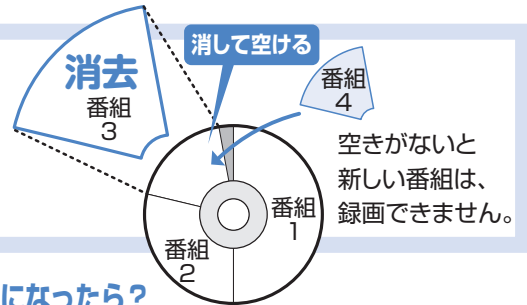 消して空ける
消去
番組
3
番組
4
空きがないと
新しい番組は、
録画できません。
番組
1
番組
2
になったら?